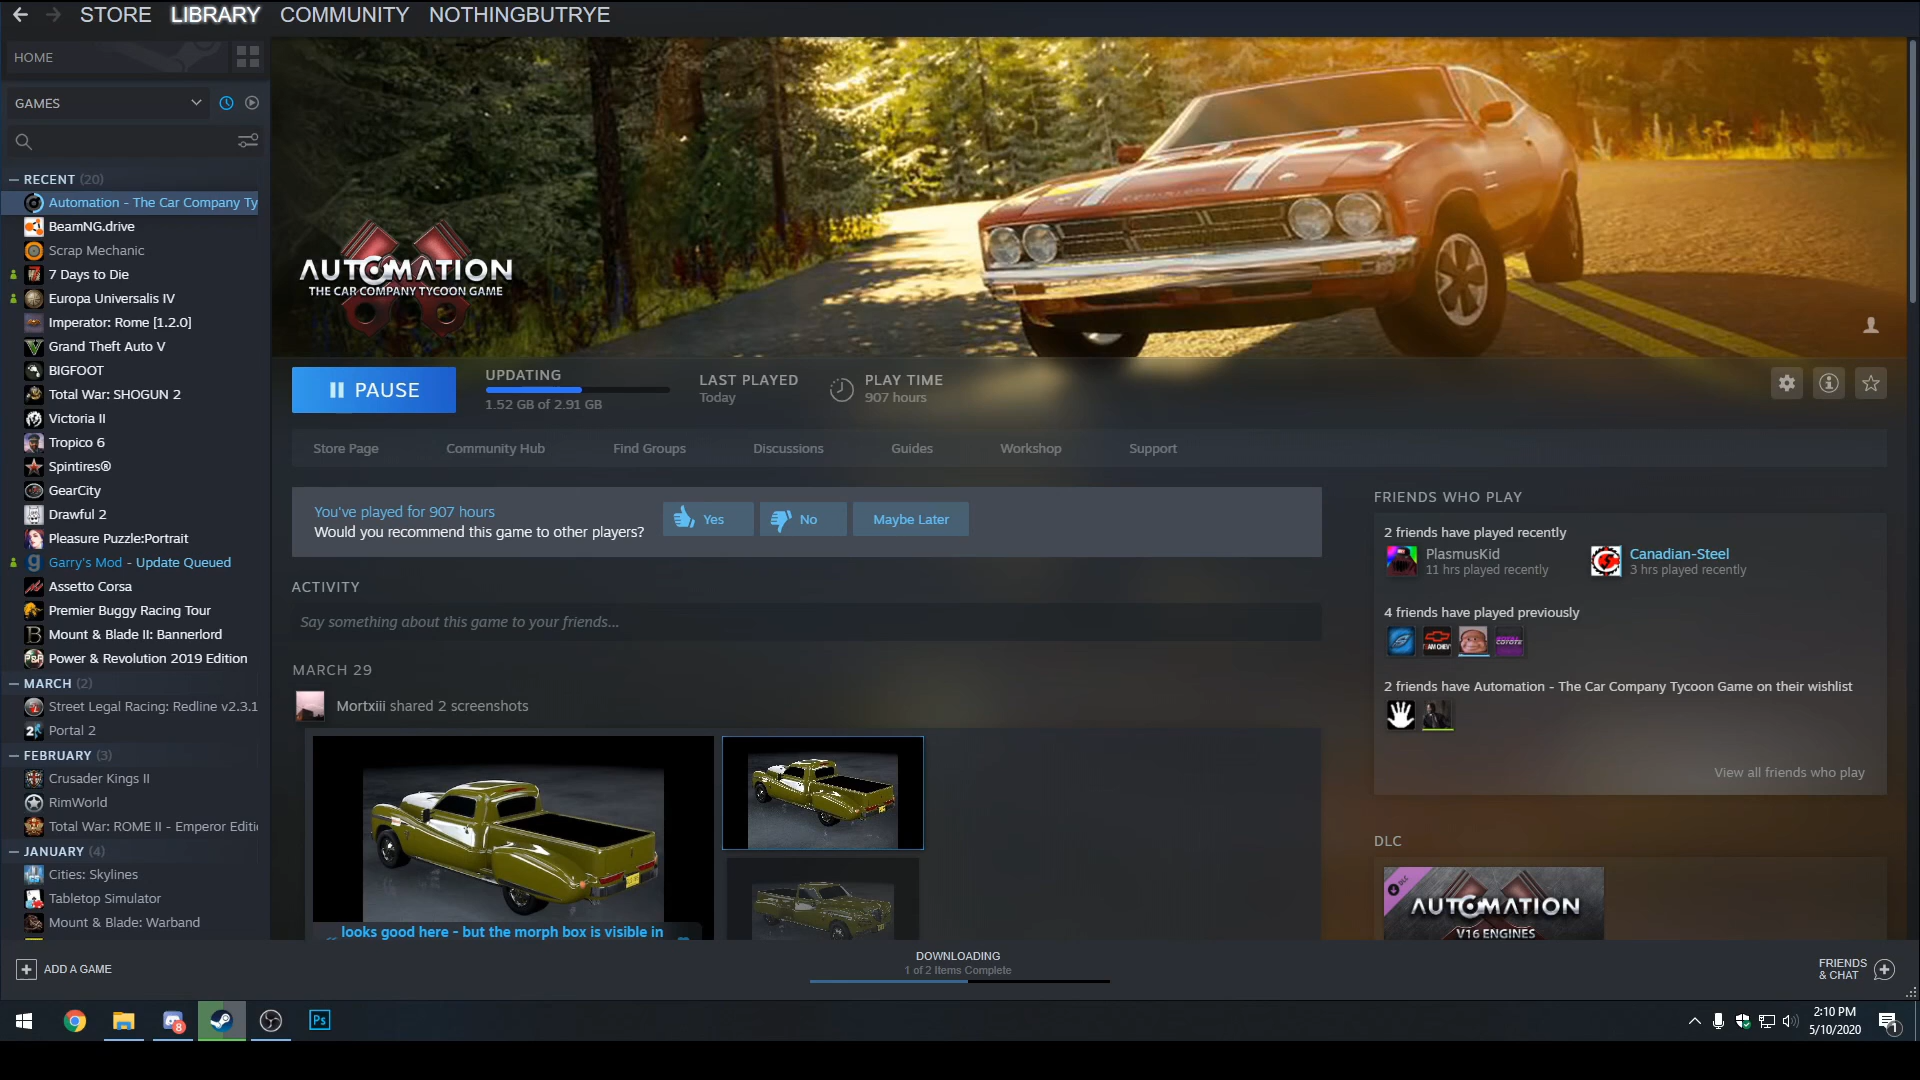 STORE LIBRARY COMMUNITY NOTHINGBUTRYE
HOME
GAMES
RECENT (20)
Automation - The Car Company Ty
BeamNG.drive
Scrap Mechanic
7 Days to Die
Europa Universalis IV
Imperator: Rome [1.2.0]
Grand Theft Auto V
BIGFOOT
Total War: SHOGUN 2
Victoria II
Tropico 6
Spintires®
GearCity
Drawful 2
Pleasure Puzzle:Portrait
Garry's Mod - Update Queued
Assetto Corsa
Premier Buggy Racing Tour
Mount & Blade II: Bannerlord
Power & Revolution 2019 Edition
MARCH (2)
Street Legal Racing: Redline v2.3.1
Portal 2
FEBRUARY (3)
Crusader Kings II
RimWorld
Total War: ROME II - Emperor Editi
JANUARY (4)
Cities: Skylines
Tabletop Simulator
Mount & Blade: Warband
ADD A GAME
AUTOMATION
THE CAR COMPANY TYCOON GAME
PAUSE
UPDATING
1.52 GB of 2.91 GB
LAST PLAYED
Today
PLAY TIME
907 hours
Store Page Community Hub Find Groups Discussions Guides Workshop Support
You've played for 907 hours
Would you recommend this game to other players?
Yes
No
Maybe Later
ACTIVITY
Say something about this game to your friends...
MARCH 29
Mortxiii shared 2 screenshots
looks good here - but the morph box is visible in
FRIENDS WHO PLAY
2 friends have played recently
PlasmusKid
11 hrs played recently
Canadian-Steel
3 hrs played recently
4 friends have played previously
2 friends have Automation - The Car Company Tycoon Game on their wishlist
View all friends who play
DLC
DLC
AUTOMATION
V16 ENGINES
DOWNLOADING
1 of 2 Items Complete
FRIENDS
& CHAT
8
Ps
2:10 PM
5/10/2020
1